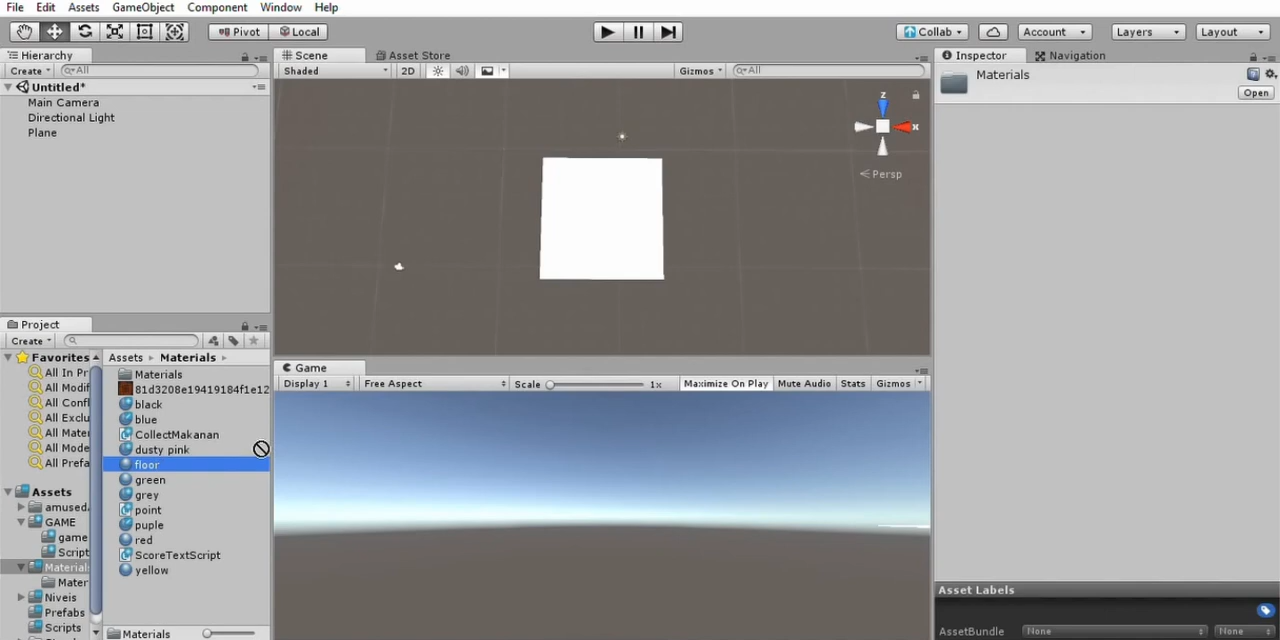 File Edit Assets GameObject Component Window Help
Pivot Local Collab Account Layers Layout
Hierarchy
Create All
Untitled*
Main Camera
Directional Light
Plane
Scene Asset Store
Shaded 2D Gizmos All
z
x
Persp
Inspector Navigation
Materials
Open
Project
Create
Favorites
All In Pr
All Modif
All Confl
All Exclu
All Mater
All Mode
All Prefa
Assets
amused
GAME
game
Script
Materials
Mater
Niveis
Prefabs
Scripts
Assets Materials
Materials
81d3208e19419184f1e12
black
blue
CollectMakanan
dusty pink
floor
green
grey
point
puple
red
ScoreTextScript
yellow
Materials
Game
Display 1 Free Aspect Scale 1x Maximize On Play Mute Audio Stats Gizmos
Asset Labels
AssetBundle None None